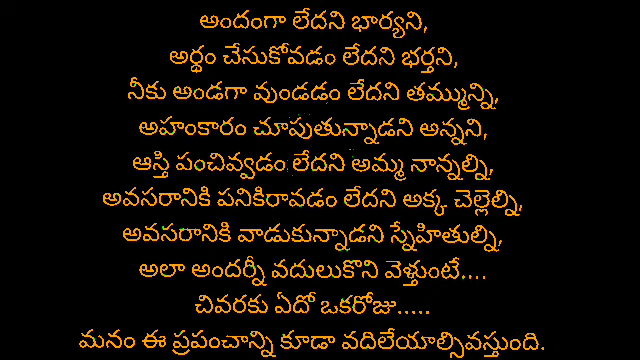 అందంగా లేదని భార్యని,
అర్థం చేసుకోవడం లేదని భర్తని,
నీకు అండగా వుండడం లేదని తమ్మున్ని,
అహంకారం చూపుతున్నాడని అన్నని,
ఆస్తి పంచివ్వడం లేదని అమ్మ నాన్నల్ని,
అవసరానికి పనికిరావడం లేదని అక్క చెల్లెల్ని,
అవసరానికి వాడుకున్నాడని స్నేహితుల్ని,
అలా అందర్నీ వదులుకొని వెళ్తుంటే....
చివరకు ఏదో ఒకరోజు.....
మనం ఈ ప్రపంచాన్ని కూడా వదిలేయాల్సివస్తుంది.